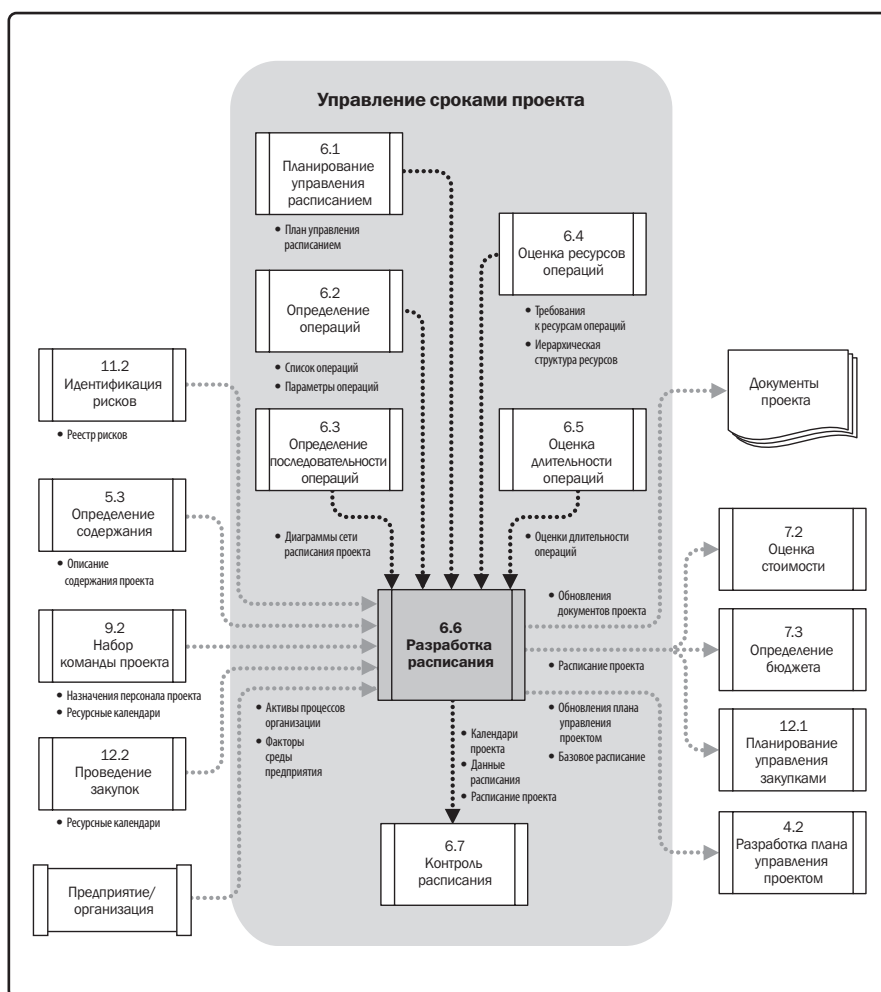 Управление сроками проекта
6.1
Планирование
управления
расписанием
• План управления
расписанием
6.4
Оценка ресурсов
операций
• Требования
к ресурсам операций
• Иерархическая
структура ресурсов
6.2
Определение
операций
• Список операций
• Параметры операций
11.2
Идентификация
рисков
• Реестр рисков
Документы
проекта
6.3
Определение
последовательности
операций
• Диаграммы сети
расписания проекта
6.5
Оценка
длительности
операций
• Оценки длительности
операций
5.3
Определение
содержания
• Описание
содержания проекта
7.2
Оценка
стоимости
• Обновления
документов проекта
6.6
Разработка
расписания
9.2
Набор
команды проекта
• Назначения персонала проекта
• Ресурсные календари
• Расписание проекта
7.3
Определение
бюджета
• Активы процессов
организации
• Факторы
среды
предприятия
• Обновления плана
управления
проектом
• Базовое расписание
12.2
Проведение
закупок
• Ресурсные календари
• Календари
проекта
• Данные
расписания
• Расписание проекта
12.1
Планирование
управления
закупками
6.7
Контроль
расписания
4.2
Разработка плана
управления
проектом
Предприятие/
организация